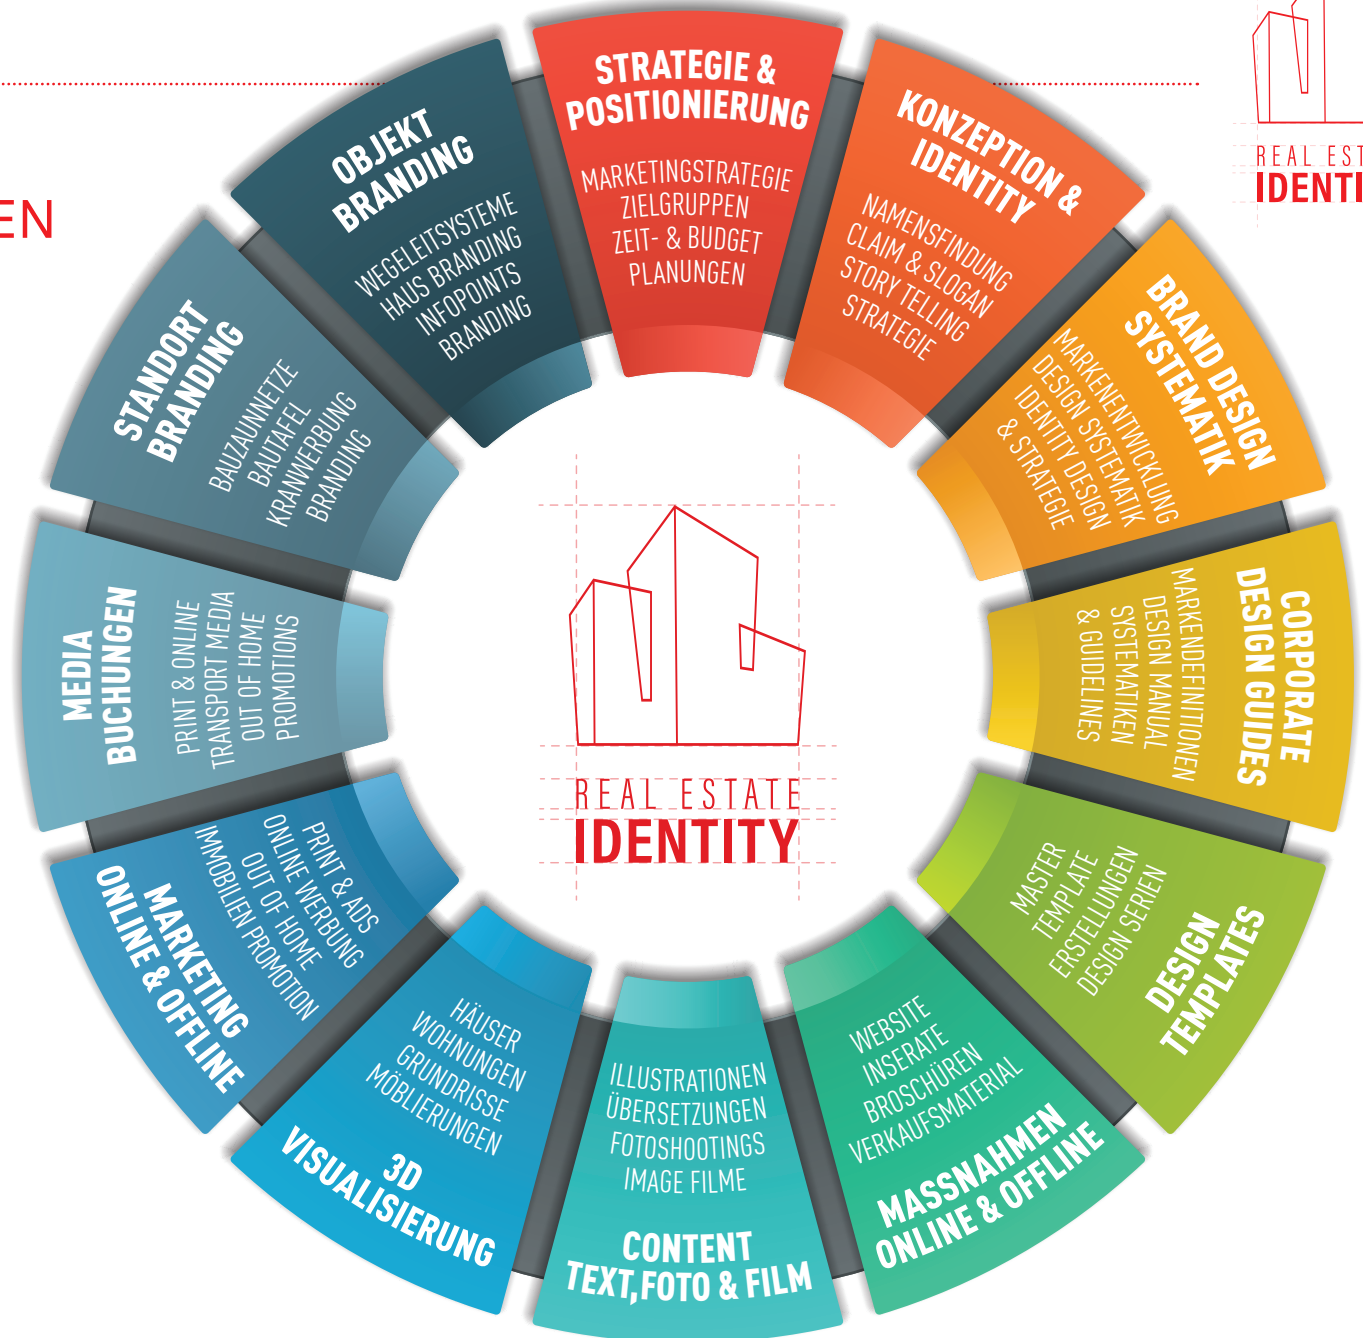 EN
REAL EST
IDENTI
STRATEGIE &
POSITIONIERUNG
MARKETINGSTRATEGIE
ZIELGRUPPEN
ZEIT- & BUDGET
PLANUNGEN
KONZEPTION &
IDENTITY
NAMENSFINDUNG
CLAIM & SLOGAN
STORY TELLING
STRATEGIE
BRAND DESIGN
SYSTEMATIK
MARKENENTWICKLUNG
DESIGN SYSTEMATIK
IDENTITY DESIGN
& STRATEGIE
CORPORATE
DESIGN GUIDES
MARKENDEFINITIONEN
DESIGN MANUAL
SYSTEMATIKEN
& GUIDELINES
MASTER
TEMPLATE
ERSTELLUNGEN
DESIGN SERIEN
DESIGN
TEMPLATES
WEBSITE
INSERATE
BROSCHÜREN
VERKAUFSMATERIAL
MASSNAHMEN
ONLINE & OFFLINE
ILLUSTRATIONEN
ÜBERSETZUNGEN
FOTOSHOOTINGS
IMAGE FILME
CONTENT
TEXT,FOTO & FILM
HÄUSER
WOHNUNGEN
GRUNDRISSE
MÖBLIERUNGEN
3D
VISUALISIERUNG
PRINT & ADS
ONLINE WERBUNG
OUT OF HOME
IMMOBILIEN PROMOTION
MARKETING
ONLINE & OFFLINE
MEDIA
BUCHUNGEN
PRINT & ONLINE
TRANSPORT MEDIA
OUT OF HOME
PROMOTIONS
STANDORT
BRANDING
BAUZAUNNETZE
BAUTAFEL
KRANWERBUNG
BRANDING
OBJEKT
BRANDING
WEGELEITSYSTEME
HAUS BRANDING
INFOPOINTS
BRANDING
REAL ESTATE
IDENTITY